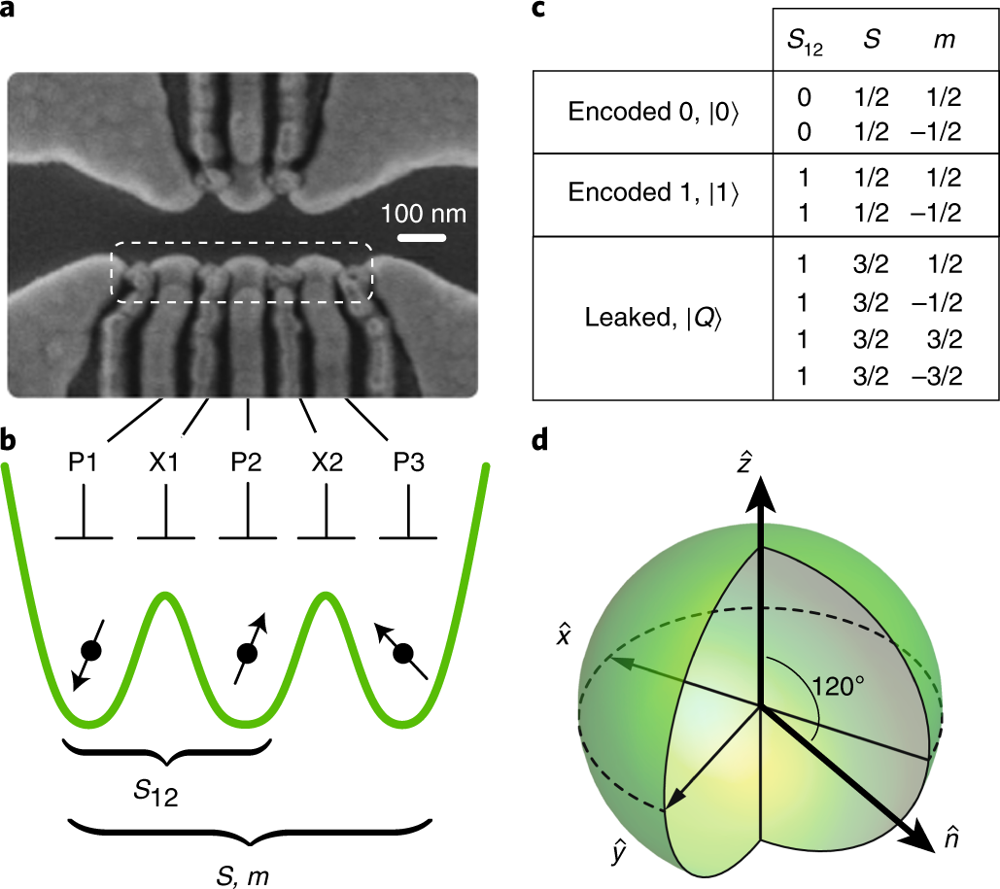 a
100 nm
b
P1 X1 P2 X2 P3
S12
S, m
c
S12 S m
Encoded 0, |0⟩
0 1/2 1/2
0 1/2 –1/2
Encoded 1, |1⟩
1 1/2 1/2
1 1/2 –1/2
Leaked, |Q⟩
1 3/2 1/2
1 3/2 –1/2
1 3/2 3/2
1 3/2 –3/2
d
ẑ
x̂
120°
ŷ
n̂